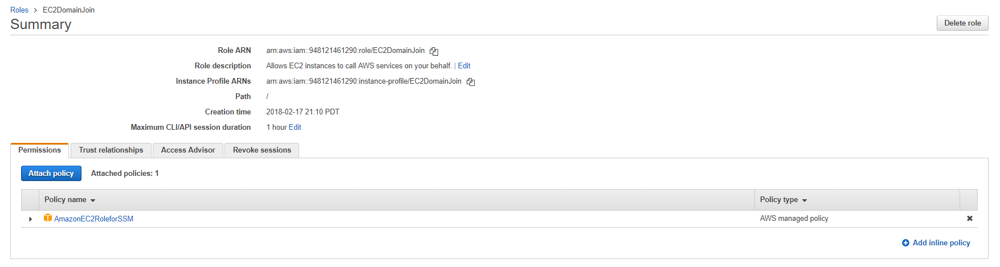 Roles > EC2DomainJoin
Summary
Delete role
Role ARN arn:aws:iam::948121461290:role/EC2DomainJoin
Role description Allows EC2 instances to call AWS services on your behalf. | Edit
Instance Profile ARNs arn:aws:iam::948121461290:instance-profile/EC2DomainJoin
Path /
Creation time 2018-02-17 21:10 PDT
Maximum CLI/API session duration 1 hour Edit
Permissions Trust relationships Access Advisor Revoke sessions
Attach policy Attached policies: 1
Policy name Policy type
AmazonEC2RoleforSSM AWS managed policy
Add inline policy